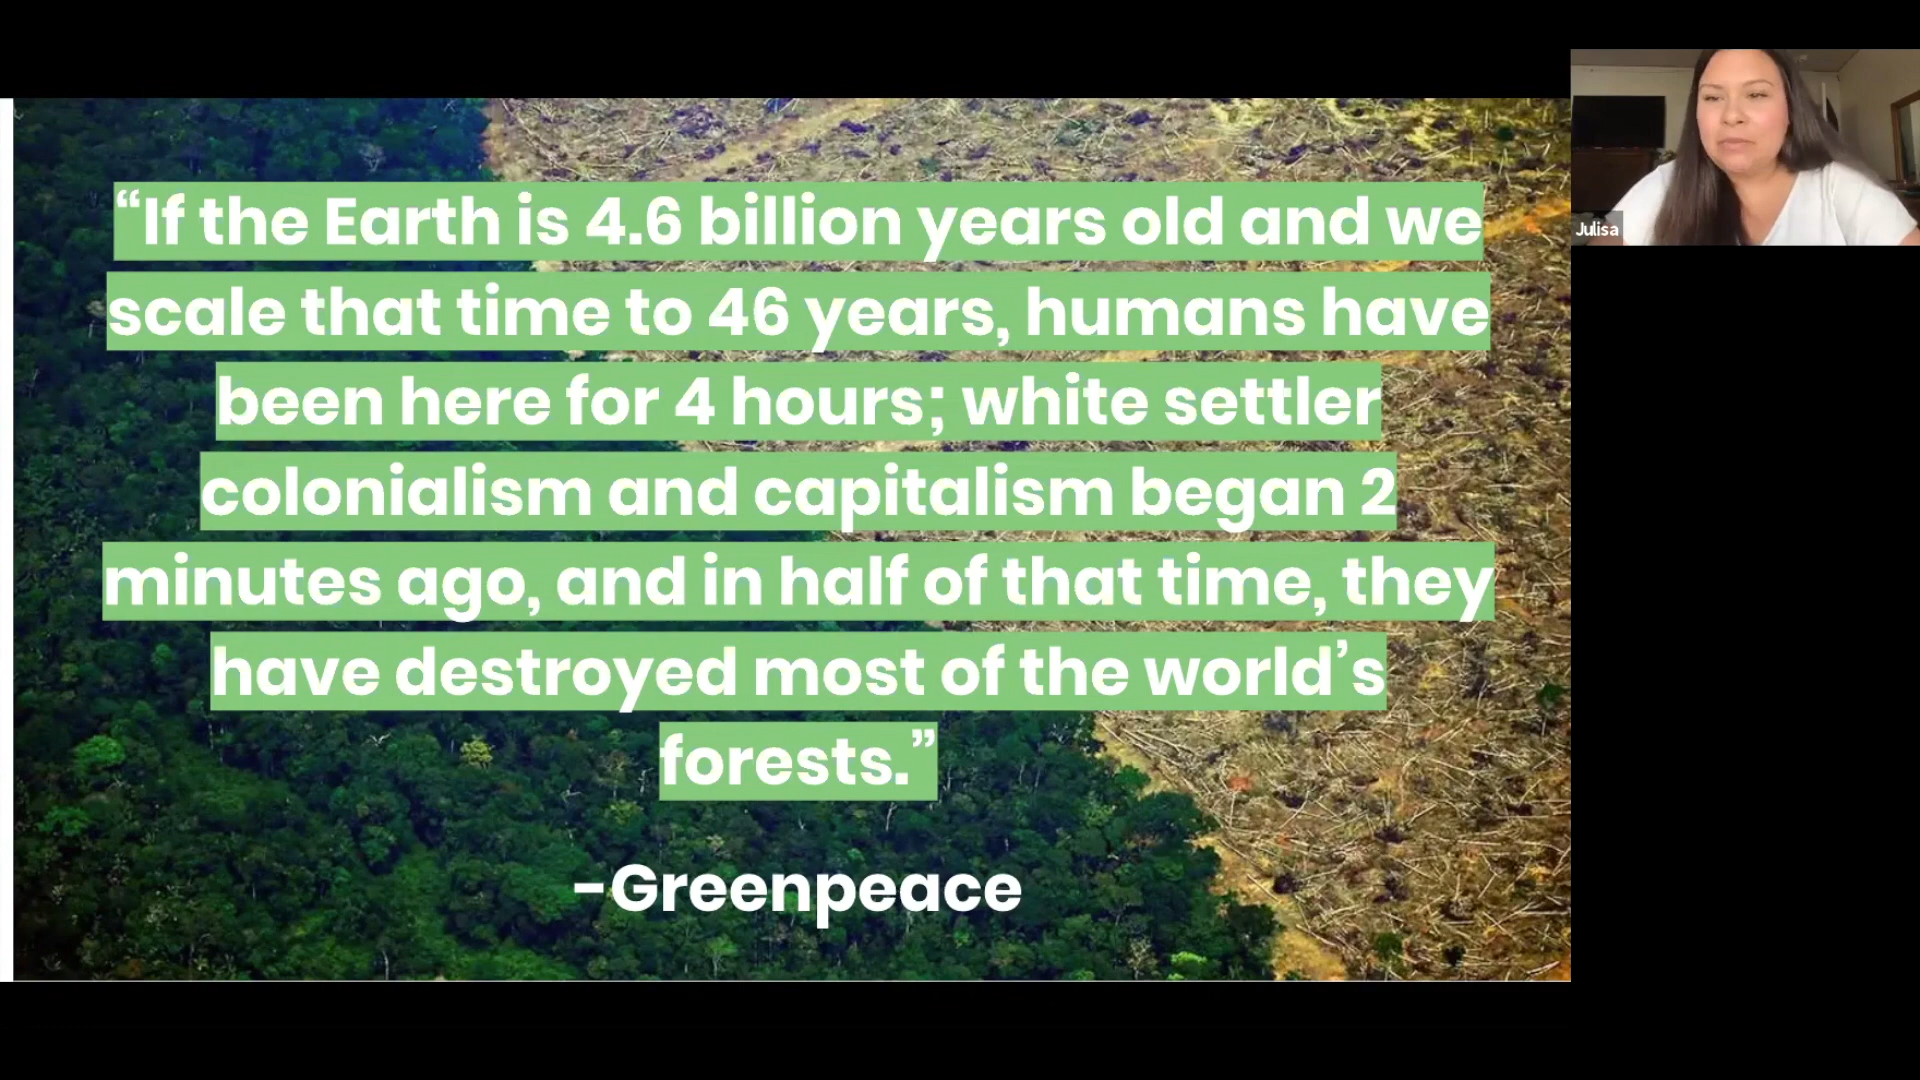 “If the Earth is 4.6 billion years old and we
scale that time to 46 years, humans have
been here for 4 hours; white settler
colonialism and capitalism began 2
minutes ago, and in half of that time, they
have destroyed most of the world’s
forests.”
-Greenpeace
Julisa